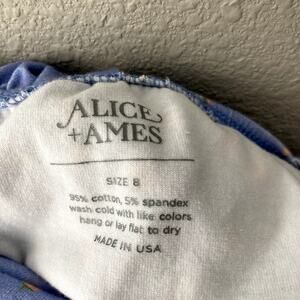 ALICE
+AMES
SIZE 8
95% cotton, 5% spandex
wash cold with like colors
hang or lay flat to dry
MADE IN USA